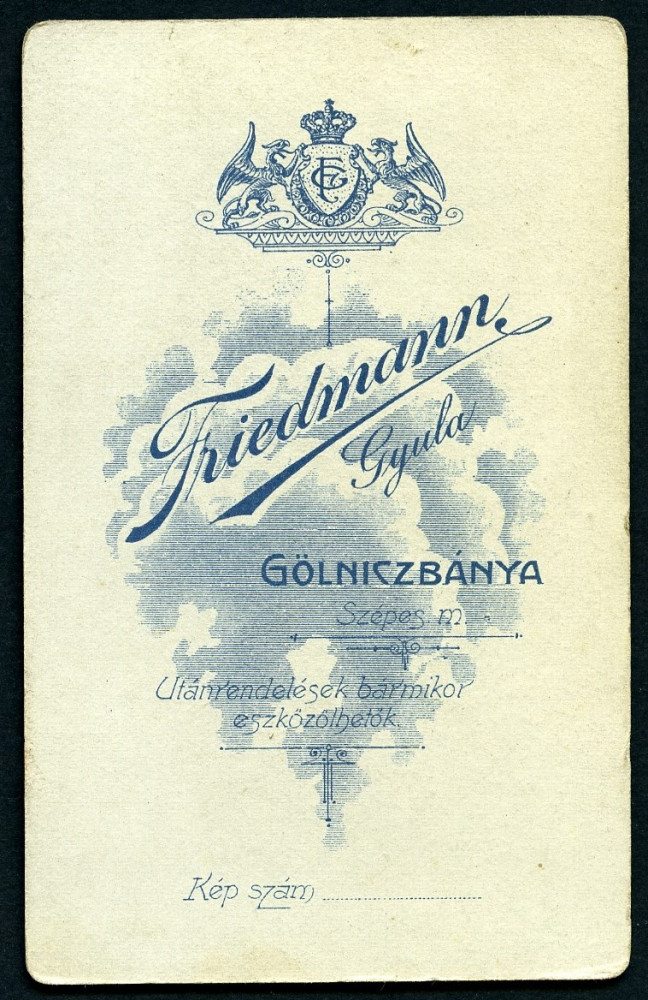 FG
Friedmann
Gyula
GÖLNICZBÁNYA
Szepes m.
Utánrendelések bármikor
eszközölhetők.
Kép szám